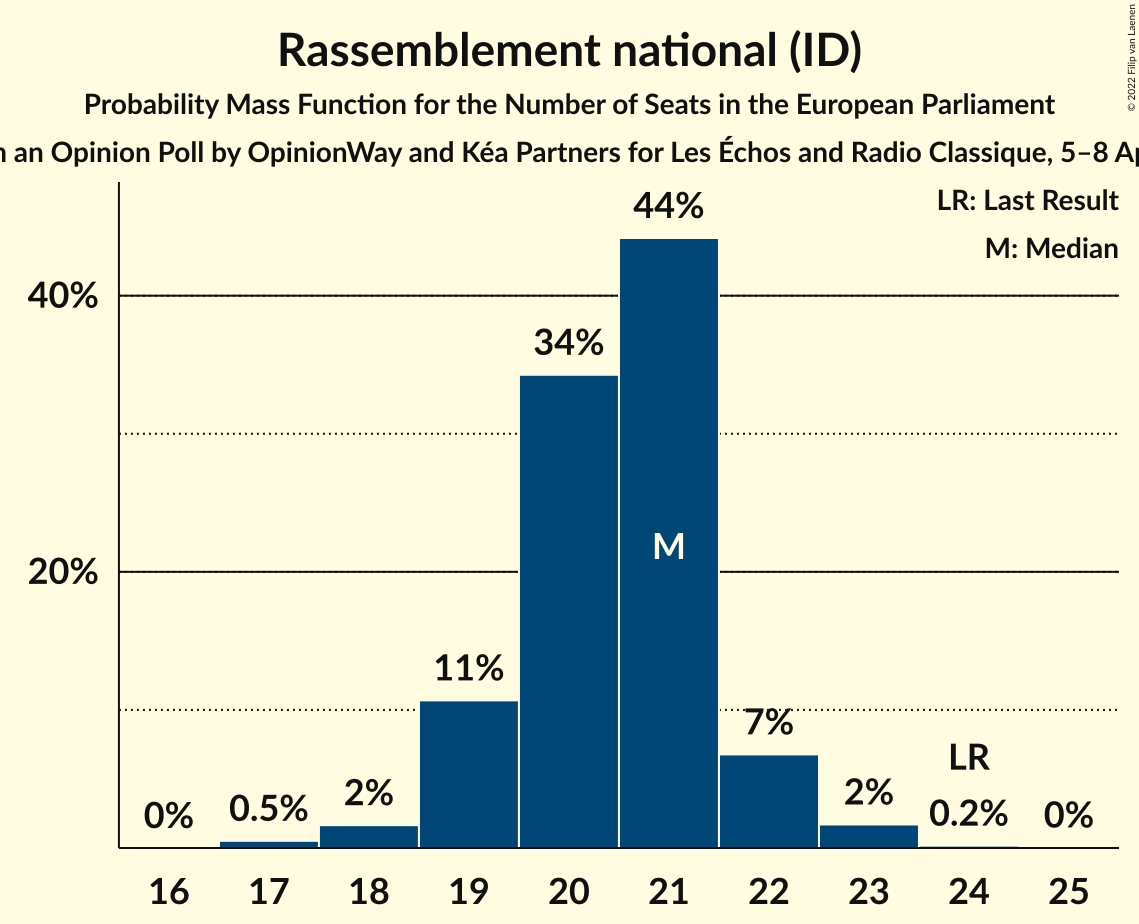 Rassemblement national (ID)
Probability Mass Function for the Number of Seats in the European Parliament
an Opinion Poll by OpinionWay and Kéa Partners for Les Échos and Radio Classique, 5–8
© 2022 Filip van Laenen
LR: Last Result
M: Median
44%
40%
34%
M
20%
11%
7%
LR
0%
0.5%
2%
2%
0.2%
0%
16 17 18 19 20 21 22 23 24 25